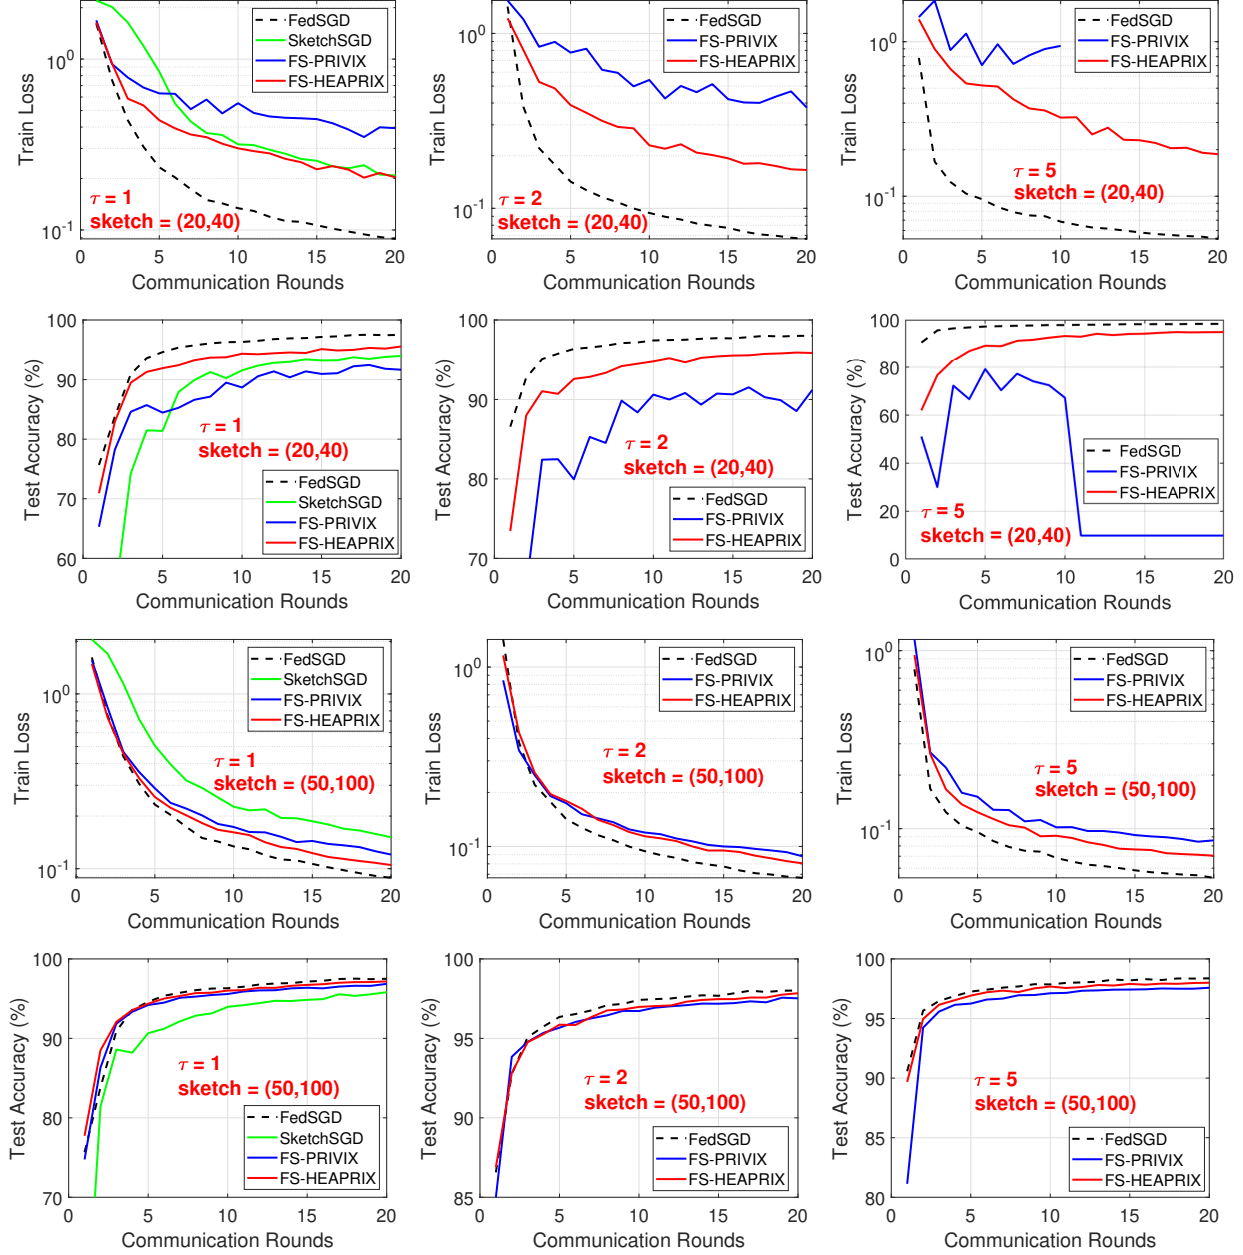 10^0
10^-1
Train Loss
0 5 10 15 20
Communication Rounds
FedSGD
SketchSGD
FS-PRIVIX
FS-HEAPRIX
τ = 1
sketch = (20,40)
10^0
10^-1
Train Loss
0 5 10 15 20
Communication Rounds
FedSGD
FS-PRIVIX
FS-HEAPRIX
τ = 2
sketch = (20,40)
10^0
10^-1
Train Loss
0 5 10 15 20
Communication Rounds
FedSGD
FS-PRIVIX
FS-HEAPRIX
τ = 5
sketch = (20,40)
100
90
80
70
60
Test Accuracy (%)
0 5 10 15 20
Communication Rounds
τ = 1
sketch = (20,40)
FedSGD
SketchSGD
FS-PRIVIX
FS-HEAPRIX
100
90
80
70
Test Accuracy (%)
0 5 10 15 20
Communication Rounds
τ = 2
sketch = (20,40)
FedSGD
FS-PRIVIX
FS-HEAPRIX
100
80
60
40
20
0
Test Accuracy (%)
0 5 10 15 20
Communication Rounds
FedSGD
FS-PRIVIX
FS-HEAPRIX
τ = 5
sketch = (20,40)
10^0
10^-1
Train Loss
0 5 10 15 20
Communication Rounds
FedSGD
SketchSGD
FS-PRIVIX
FS-HEAPRIX
τ = 1
sketch = (50,100)
10^0
10^-1
Train Loss
0 5 10 15 20
Communication Rounds
FedSGD
FS-PRIVIX
FS-HEAPRIX
τ = 2
sketch = (50,100)
10^0
10^-1
Train Loss
0 5 10 15 20
Communication Rounds
FedSGD
FS-PRIVIX
FS-HEAPRIX
τ = 5
sketch = (50,100)
100
90
80
70
Test Accuracy (%)
0 5 10 15 20
Communication Rounds
τ = 1
sketch = (50,100)
FedSGD
SketchSGD
FS-PRIVIX
FS-HEAPRIX
100
95
90
85
Test Accuracy (%)
0 5 10 15 20
Communication Rounds
τ = 2
sketch = (50,100)
FedSGD
FS-PRIVIX
FS-HEAPRIX
100
95
90
85
80
Test Accuracy (%)
0 5 10 15 20
Communication Rounds
τ = 5
sketch = (50,100)
FedSGD
FS-PRIVIX
FS-HEAPRIX